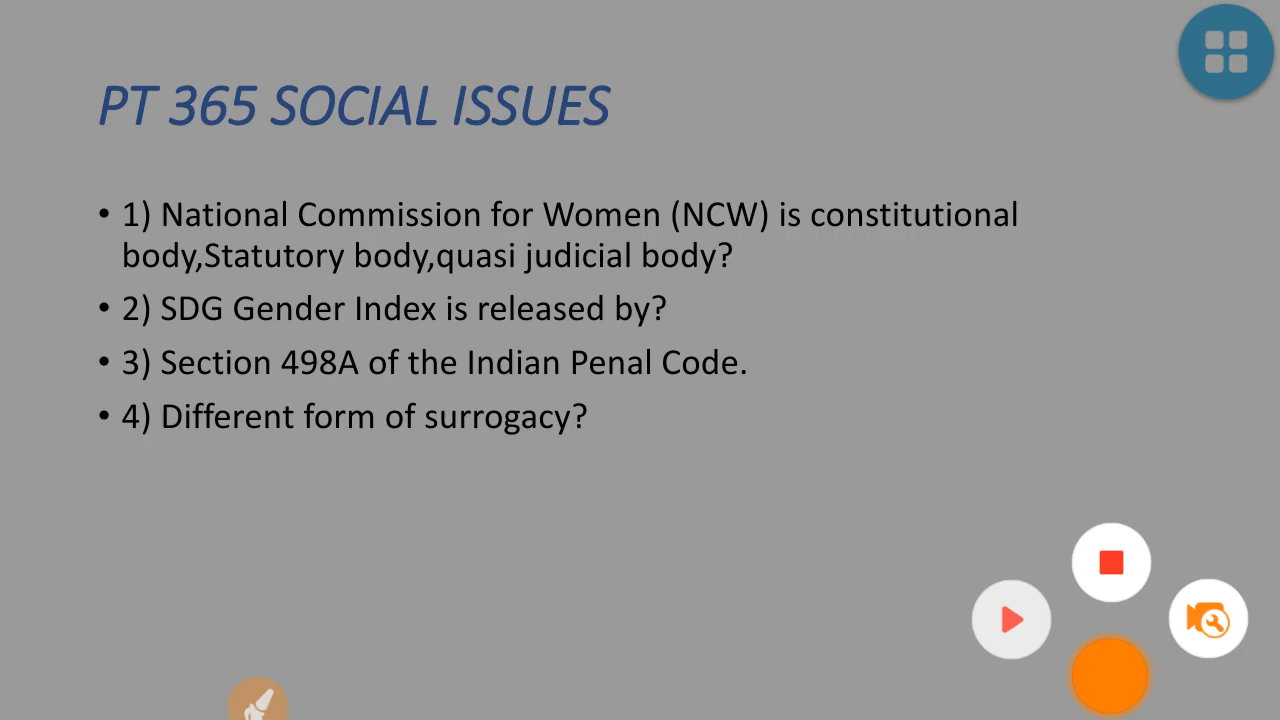 PT 365 SOCIAL ISSUES
• 1) National Commission for Women (NCW) is constitutional
body,Statutory body,quasi judicial body?
• 2) SDG Gender Index is released by?
• 3) Section 498A of the Indian Penal Code.
• 4) Different form of surrogacy?